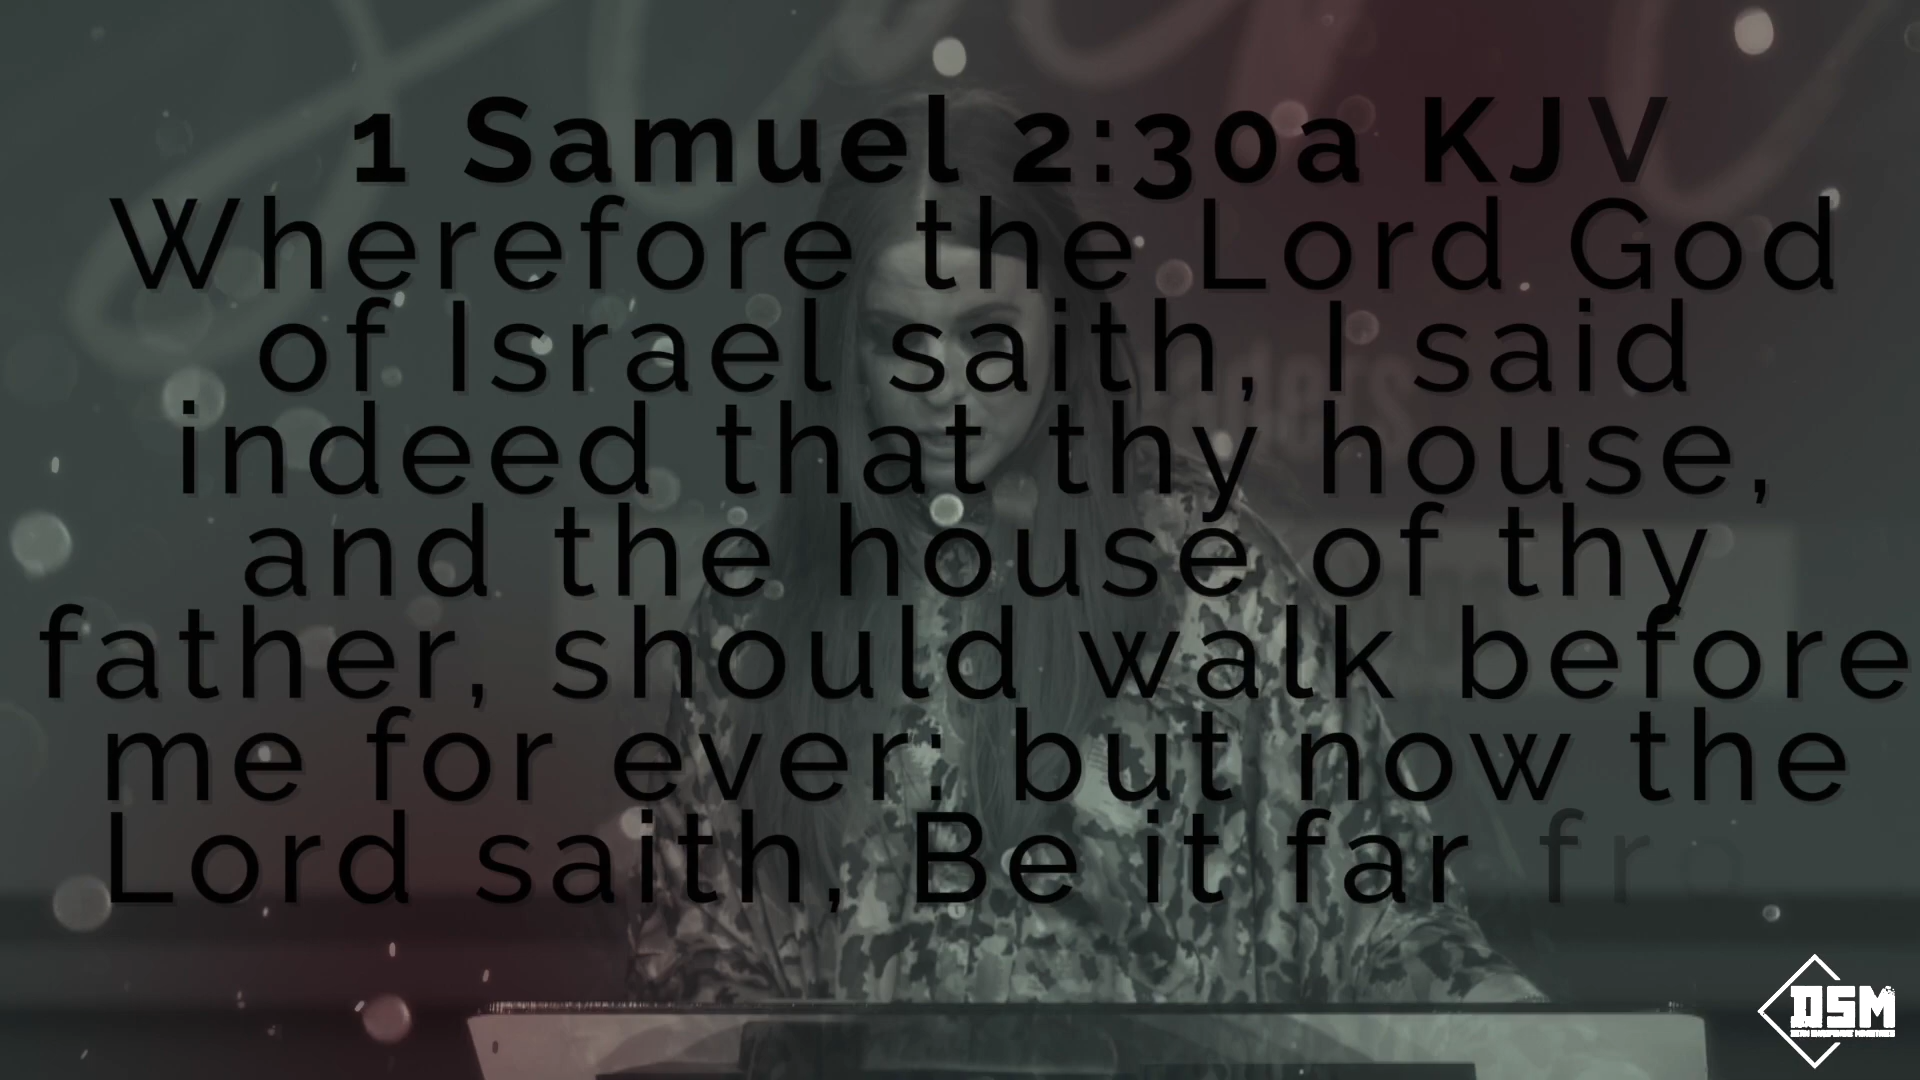 1 Samuel 2:30a KJV
Wherefore the Lord God
of Israel saith, I said
indeed that thy house,
and the house of thy
father, should walk before
me for ever: but now the
Lord saith, Be it far fro
DSM